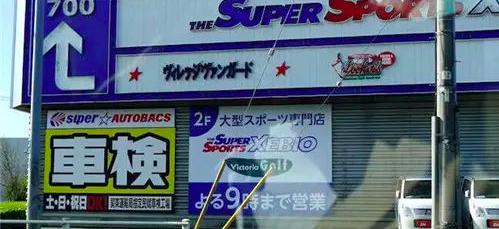 700
THE SUPER SPORTS XEBIO
ヴィレッジヴァンガード
super AUTOBACS
車検
土・日・祝日OK!
2F 大型スポーツ専門店
THE SUPER SPORTS XEBIO
Victoria Golf
よる9時まで営業